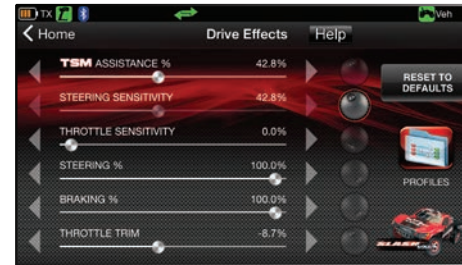 TX Veh
Home Drive Effects Help
TSM ASSISTANCE % 42.8%
RESET TO
DEFAULTS
STEERING SENSITIVITY 42.8%
THROTTLE SENSITIVITY 0.0%
STEERING % 100.0%
PROFILES
BRAKING % 100.0%
THROTTLE TRIM -8.7%
SLASH